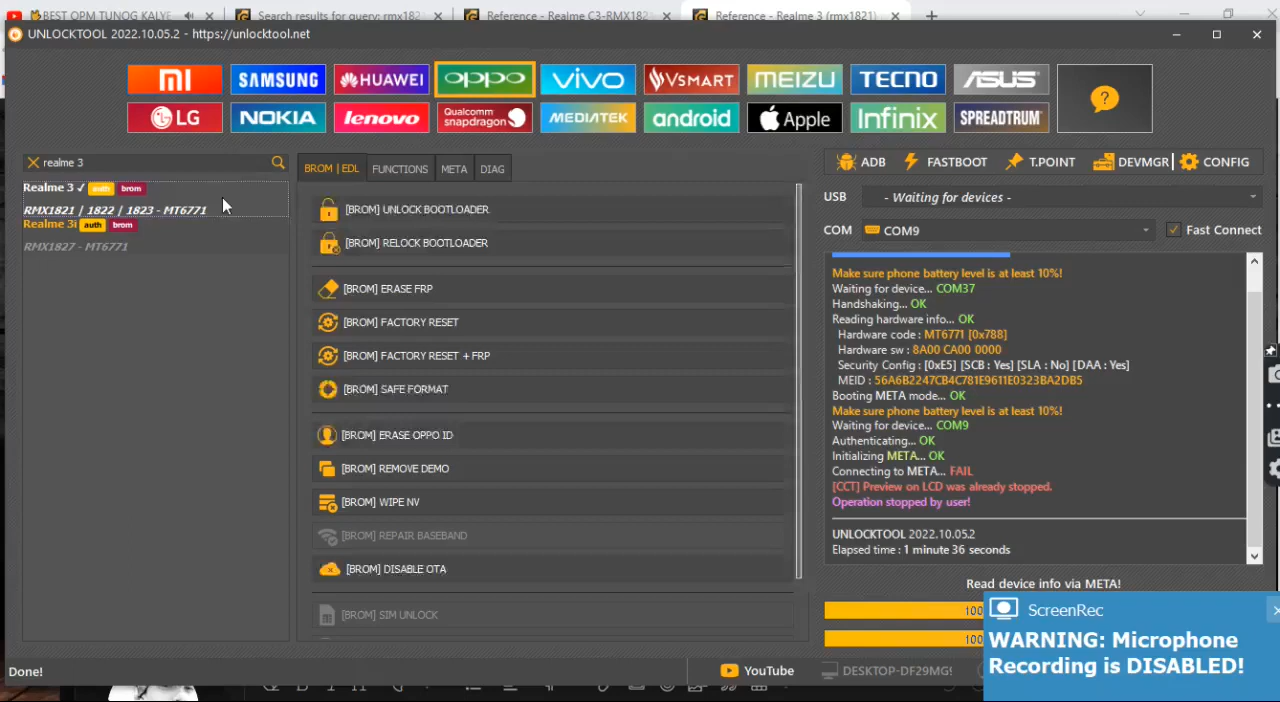 BEST OPM TUNOG KALYE
Search results for query: rmx182
Reference - Realme C3-RMX182
Reference - Realme 3 (rmx1821)
UNLOCKTOOL 2022.10.05.2 - https://unlocktool.net
mi
SAMSUNG
HUAWEI
oppo
vivo
VSMART
MEIZU
TECNO
ASUS
?
LG
NOKIA
lenovo
Qualcomm
snapdragon
MEDIATEK
android
Apple
Infinix
SPREADTRUM
realme 3
BROM | EDL
FUNCTIONS
META
DIAG
ADB
FASTBOOT
T.POINT
DEVMGR
CONFIG
Realme 3 ✓ auth brom
RMX1821 | 1822 | 1823 - MT6771
Realme 3i auth brom
RMX1827 - MT6771
[BROM] UNLOCK BOOTLOADER
[BROM] RELOCK BOOTLOADER
[BROM] ERASE FRP
[BROM] FACTORY RESET
[BROM] FACTORY RESET + FRP
[BROM] SAFE FORMAT
[BROM] ERASE OPPO ID
[BROM] REMOVE DEMO
[BROM] WIPE NV
[BROM] REPAIR BASEBAND
[BROM] DISABLE OTA
[BROM] SIM UNLOCK
USB - Waiting for devices -
COM COM9 Fast Connect
Make sure phone battery level is at least 10%!
Waiting for device... COM37
Handshaking... OK
Reading hardware info... OK
Hardware code : MT6771 [0x788]
Hardware sw : 8A00 CA00 0000
Security Config : [0xE5] [SCB : Yes] [SLA : No] [DAA : Yes]
MEID : 56A6B2247CB4C781E9611E0323BA2DB5
Booting META mode... OK
Make sure phone battery level is at least 10%!
Waiting for device... COM9
Authenticating... OK
Initializing META... OK
Connecting to META... FAIL
[CCT] Preview on LCD was already stopped.
Operation stopped by user!
UNLOCKTOOL 2022.10.05.2
Elapsed time : 1 minute 36 seconds
Read device info via META!
100
100
ScreenRec
WARNING: Microphone
Recording is DISABLED!
Done!
YouTube
DESKTOP-DF29MG9